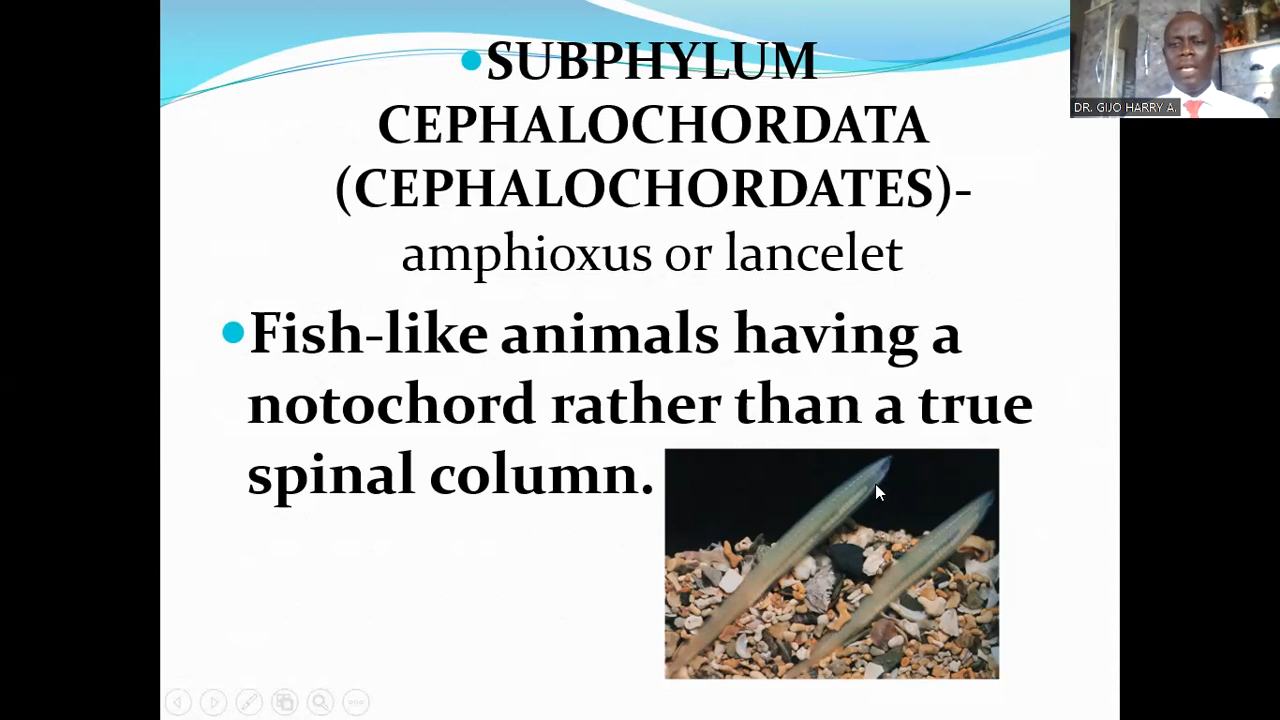 •SUBPHYLUM
CEPHALOCHORDATA
(CEPHALOCHORDATES)-
amphioxus or lancelet
•Fish-like animals having a
notochord rather than a true
spinal column.
DR. GIJO HARRY A.